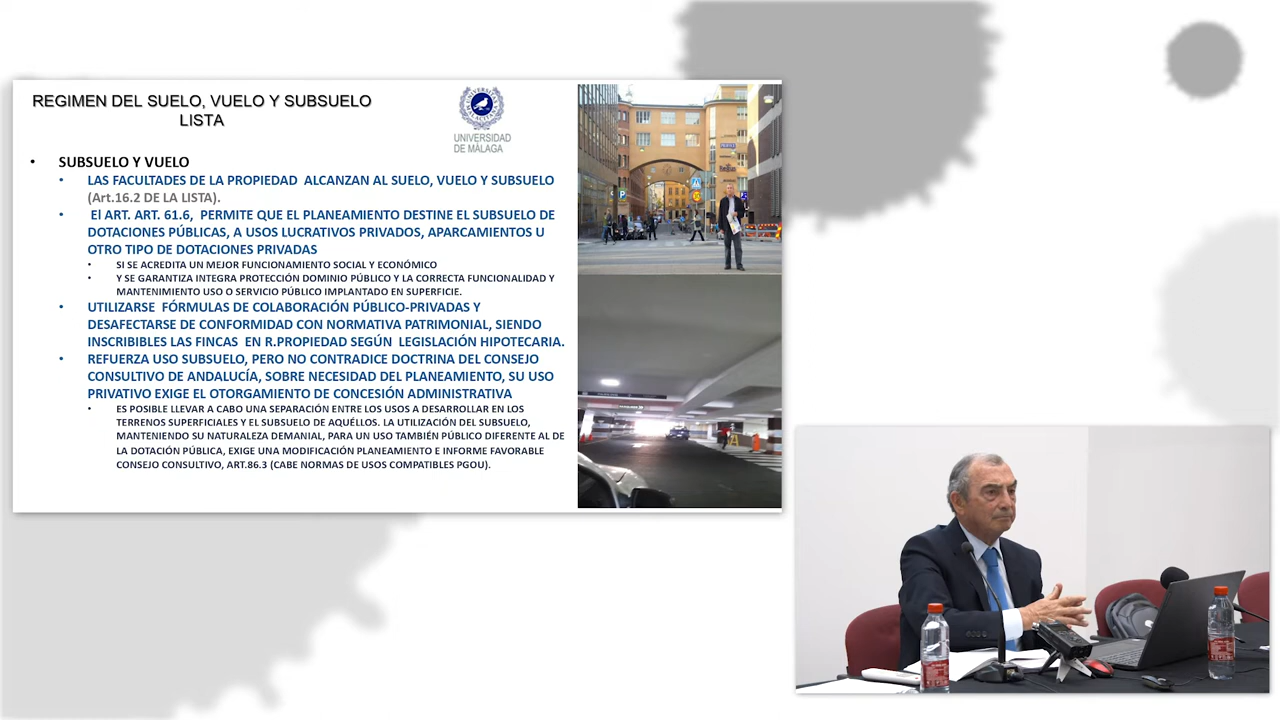 REGIMEN DEL SUELO, VUELO Y SUBSUELO
LISTA
UNIVERSIDAD
DE MÁLAGA
• SUBSUELO Y VUELO
• LAS FACULTADES DE LA PROPIEDAD ALCANZAN AL SUELO, VUELO Y SUBSUELO
(Art.16.2 DE LA LISTA).
• El ART. ART. 61.6, PERMITE QUE EL PLANEAMIENTO DESTINE EL SUBSUELO DE
DOTACIONES PÚBLICAS, A USOS LUCRATIVOS PRIVADOS, APARCAMIENTOS U
OTRO TIPO DE DOTACIONES PRIVADAS
• SI SE ACREDITA UN MEJOR FUNCIONAMIENTO SOCIAL Y ECONÓMICO
• Y SE GARANTIZA INTEGRA PROTECCIÓN DOMINIO PÚBLICO Y LA CORRECTA FUNCIONALIDAD Y
MANTENIMIENTO USO O SERVICIO PÚBLICO IMPLANTADO EN SUPERFICIE.
• UTILIZARSE FÓRMULAS DE COLABORACIÓN PÚBLICO-PRIVADAS Y
DESAFECTARSE DE CONFORMIDAD CON NORMATIVA PATRIMONIAL, SIENDO
INSCRIBIBLES LAS FINCAS EN R.PROPIEDAD SEGÚN LEGISLACIÓN HIPOTECARIA.
• REFUERZA USO SUBSUELO, PERO NO CONTRADICE DOCTRINA DEL CONSEJO
CONSULTIVO DE ANDALUCÍA, SOBRE NECESIDAD DEL PLANEAMIENTO, SU USO
PRIVATIVO EXIGE EL OTORGAMIENTO DE CONCESIÓN ADMINISTRATIVA
• ES POSIBLE LLEVAR A CABO UNA SEPARACIÓN ENTRE LOS USOS A DESARROLLAR EN LOS
TERRENOS SUPERFICIALES Y EL SUBSUELO DE AQUÉLLOS. LA UTILIZACIÓN DEL SUBSUELO,
MANTENIENDO SU NATURALEZA DEMANIAL, PARA UN USO TAMBIÉN PÚBLICO DIFERENTE AL DE
LA DOTACIÓN PÚBLICA, EXIGE UNA MODIFICACIÓN PLANEAMIENTO E INFORME FAVORABLE
CONSEJO CONSULTIVO, ART.86.3 (CABE NORMAS DE USOS COMPATIBLES PGOU).